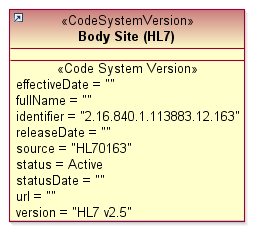 «CodeSystemVersion»
Body Site (HL7)
«Code System Version»
effectiveDate = ""
fullName = ""
identifier = "2.16.840.1.113883.12.163"
releaseDate = ""
source = "HL70163"
status = Active
statusDate = ""
url = ""
version = "HL7 v2.5"